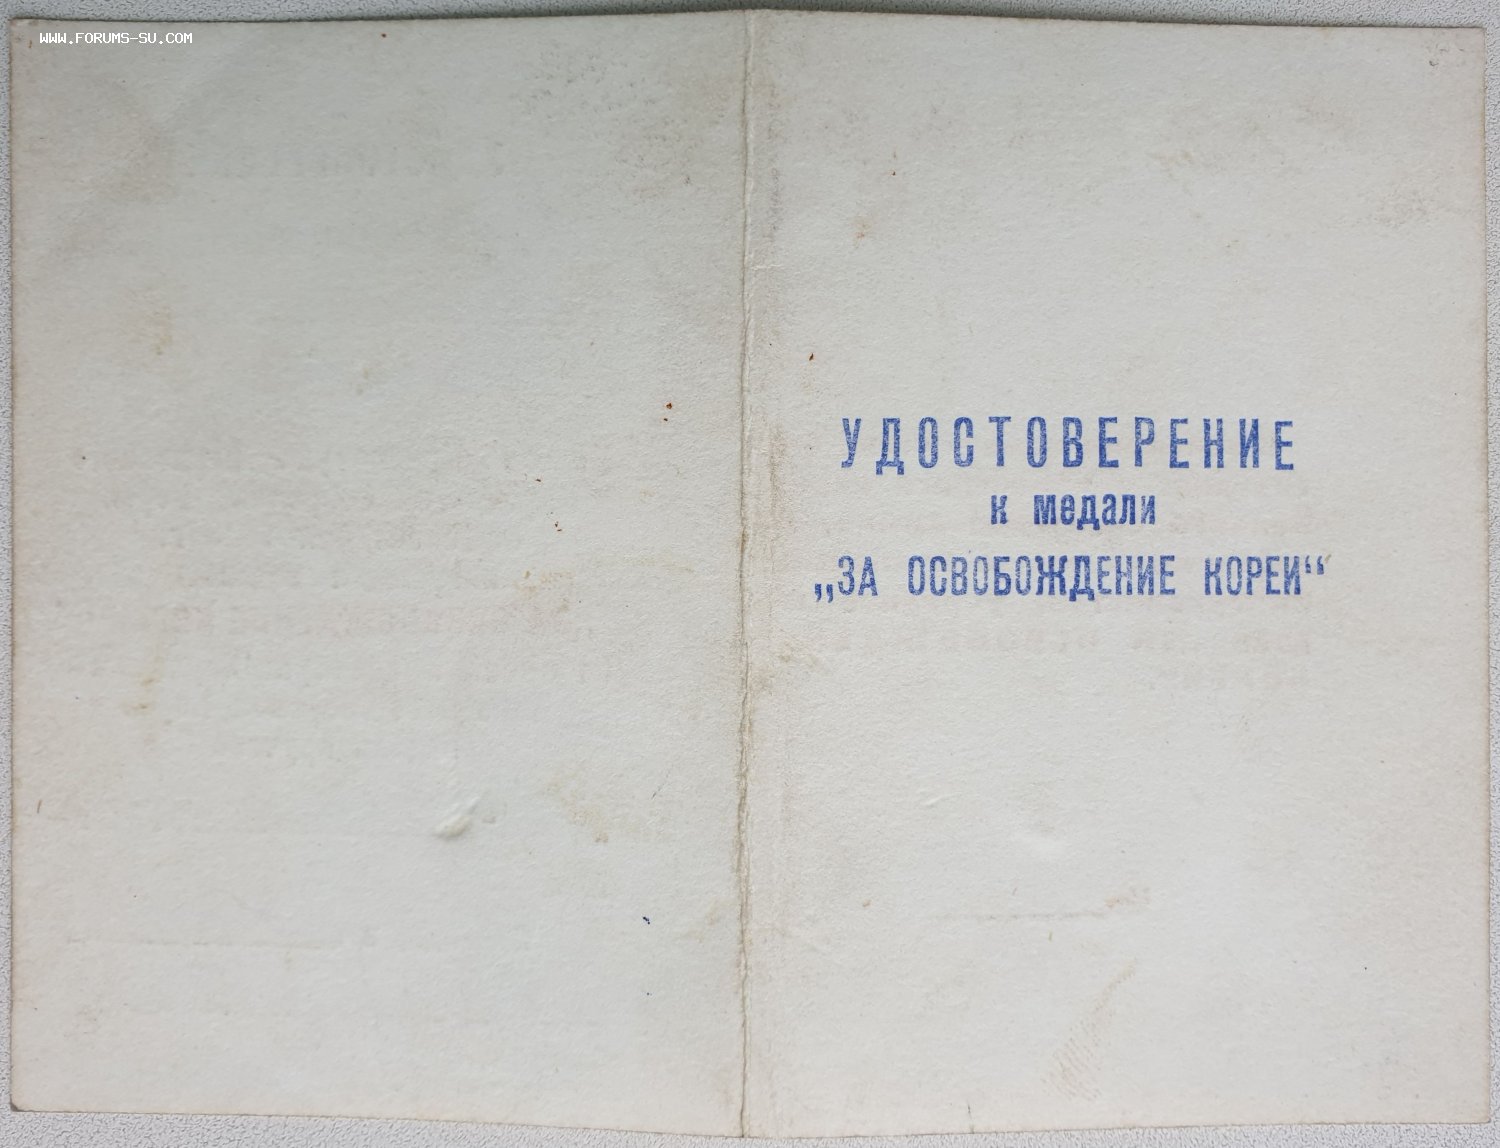 WWW.FORUMS-SU.COM
УДОСТОВЕРЕНИЕ
к медали
„ЗА ОСВОБОЖДЕНИЕ КОРЕИ“